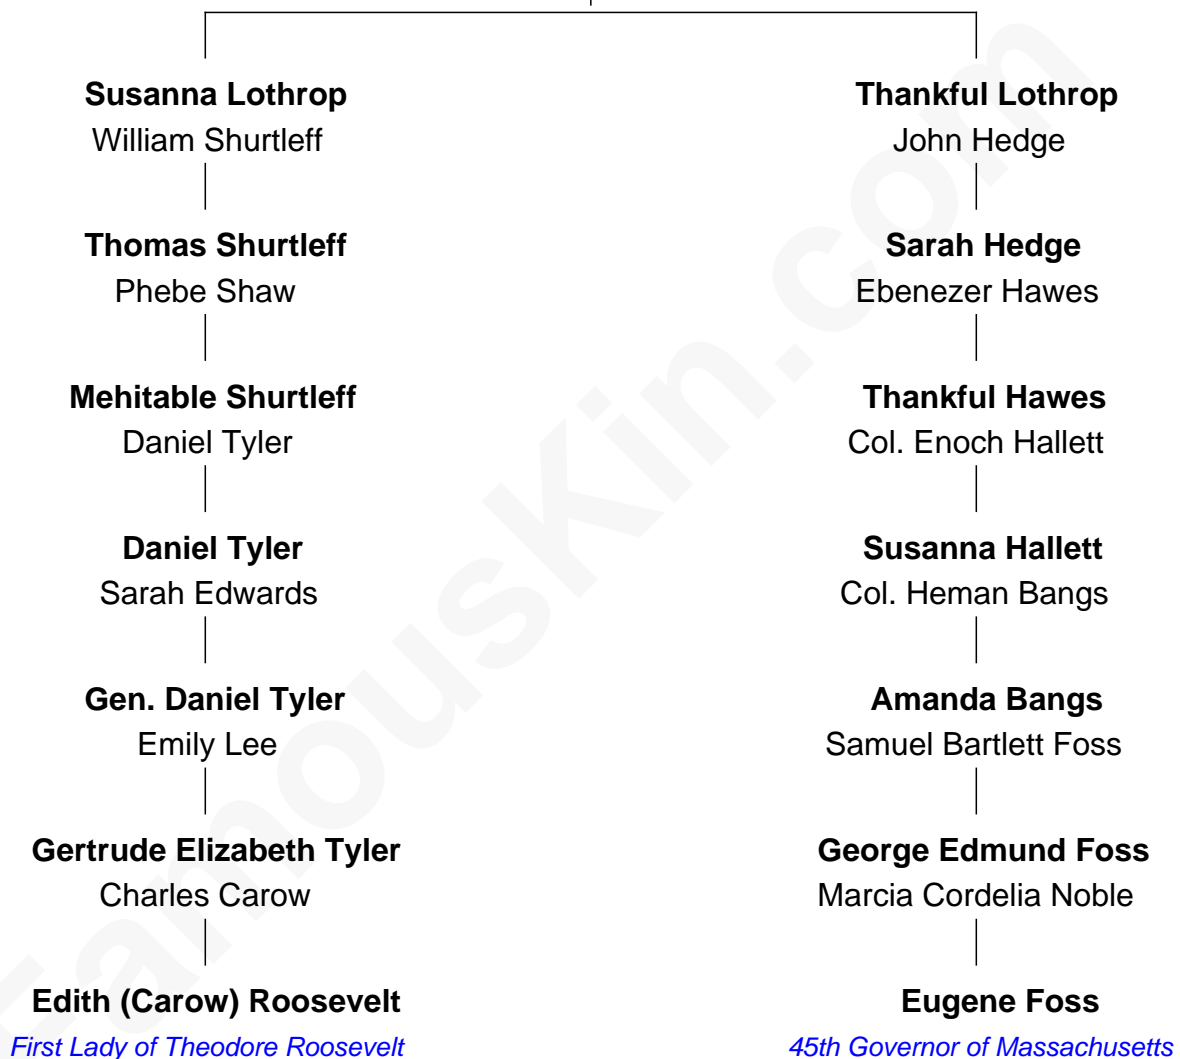 Susanna Lothrop
William Shurtleff
Thomas Shurtleff
Phebe Shaw
Mehitable Shurtleff
Daniel Tyler
Daniel Tyler
Sarah Edwards
Gen. Daniel Tyler
Emily Lee
Gertrude Elizabeth Tyler
Charles Carow
Edith (Carow) Roosevelt
First Lady of Theodore Roosevelt
Thankful Lothrop
John Hedge
Sarah Hedge
Ebenezer Hawes
Thankful Hawes
Col. Enoch Hallett
Susanna Hallett
Col. Heman Bangs
Amanda Bangs
Samuel Bartlett Foss
George Edmund Foss
Marcia Cordelia Noble
Eugene Foss
45th Governor of Massachusetts
FamousKin.com